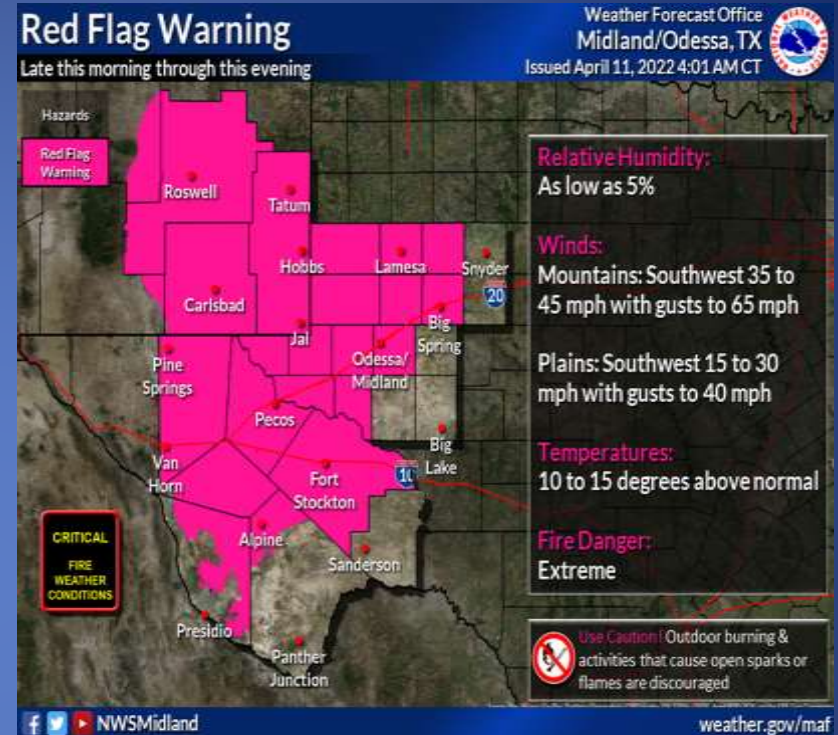 Red Flag Warning
Late this morning through this evening
Weather Forecast Office
Midland/Odessa, TX
Issued April 11, 2022 4:01 AM CT
Hazards
Red Flag
Warning
Roswell
Tatum
Hobbs
Lamesa
Snyder
20
Carlsbad
Jal
Big
Spring
Odessa/
Midland
Pine
Springs
Pecos
Big
Lake
Van
Horn
Fort
Stockton
10
Alpine
Sanderson
Presidio
Panther
Junction
CRITICAL
FIRE
WEATHER
CONDITIONS
Relative Humidity:
As low as 5%
Winds:
Mountains: Southwest 35 to
45 mph with gusts to 65 mph
Plains: Southwest 15 to 30
mph with gusts to 40 mph
Temperatures:
10 to 15 degrees above normal
Fire Danger:
Extreme
Use Caution! Outdoor burning &
activities that cause open sparks or
flames are discouraged
NWSMidland
weather.gov/maf